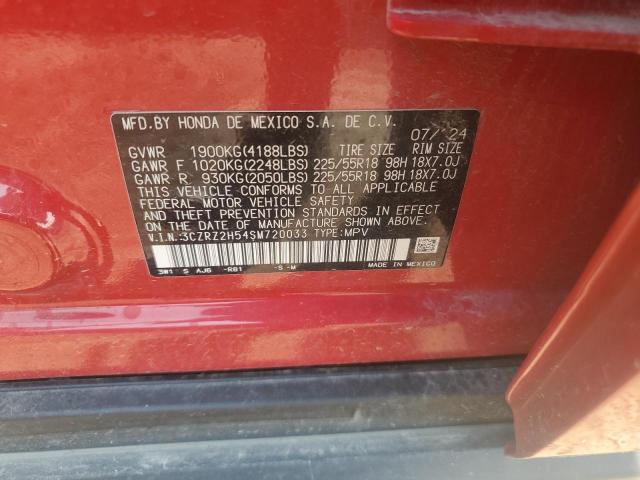 MFD.BY HONDA DE MEXICO S.A. DE C.V.
07/'24
GVWR 1900KG(4188LBS) TIRE SIZE RIM SIZE
GAWR F 1020KG(2248LBS) 225/55R18 98H 18X7.0J
GAWR R 930KG(2050LBS) 225/55R18 98H 18X7.0J
THIS VEHICLE CONFORMS TO ALL APPLICABLE
FEDERAL MOTOR VEHICLE SAFETY
AND THEFT PREVENTION STANDARDS IN EFFECT
ON THE DATE OF MANUFACTURE SHOWN ABOVE.
V.I.N.:3CZRZ2H54SM720033 TYPE:MPV
3W1 S AJ6 -R81 -S -M MADE IN MEXICO